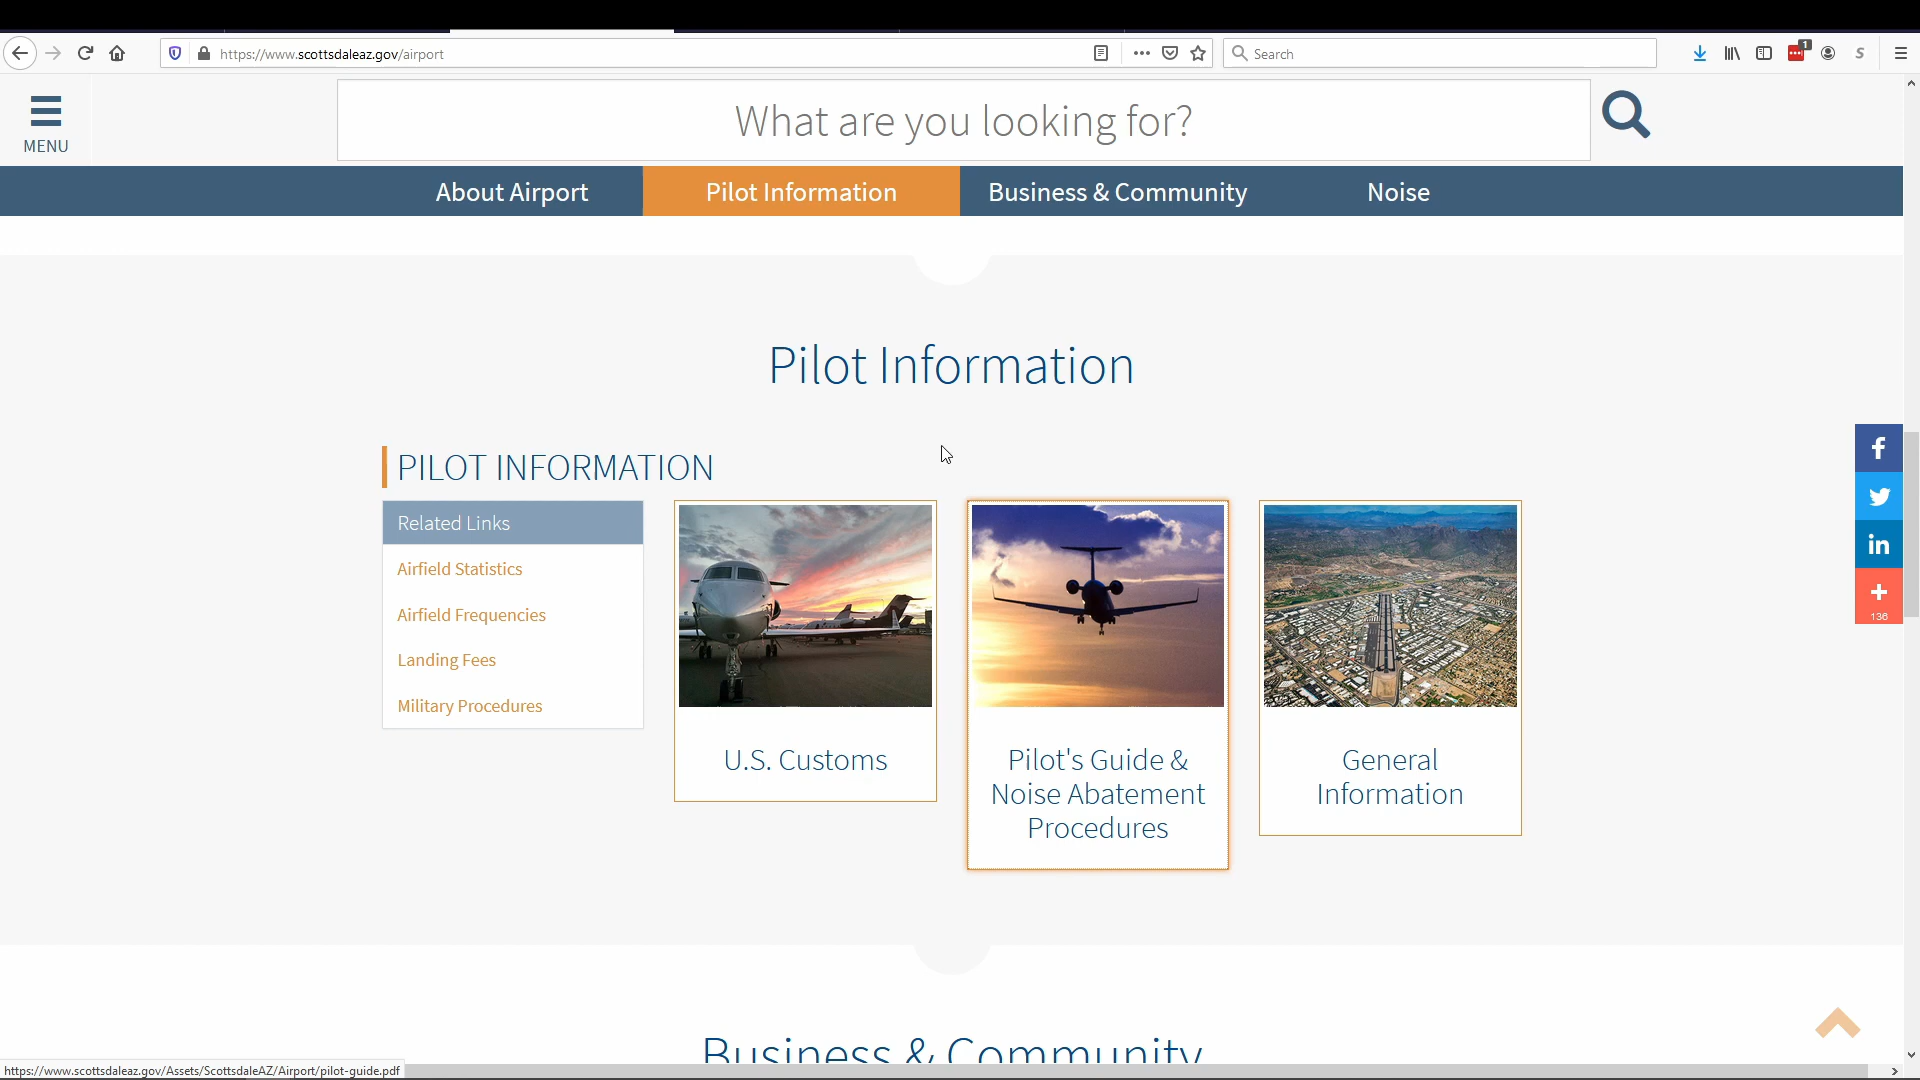 https://www.scottsdaleaz.gov/airport
Search
1
S
MENU
What are you looking for?
About Airport
Pilot Information
Business & Community
Noise
Pilot Information
PILOT INFORMATION
Related Links
Airfield Statistics
Airfield Frequencies
Landing Fees
Military Procedures
U.S. Customs
Pilot's Guide &
Noise Abatement
Procedures
General
Information
f
in
136
Business & Community
https://www.scottsdaleaz.gov/Assets/ScottsdaleAZ/Airport/pilot-guide.pdf